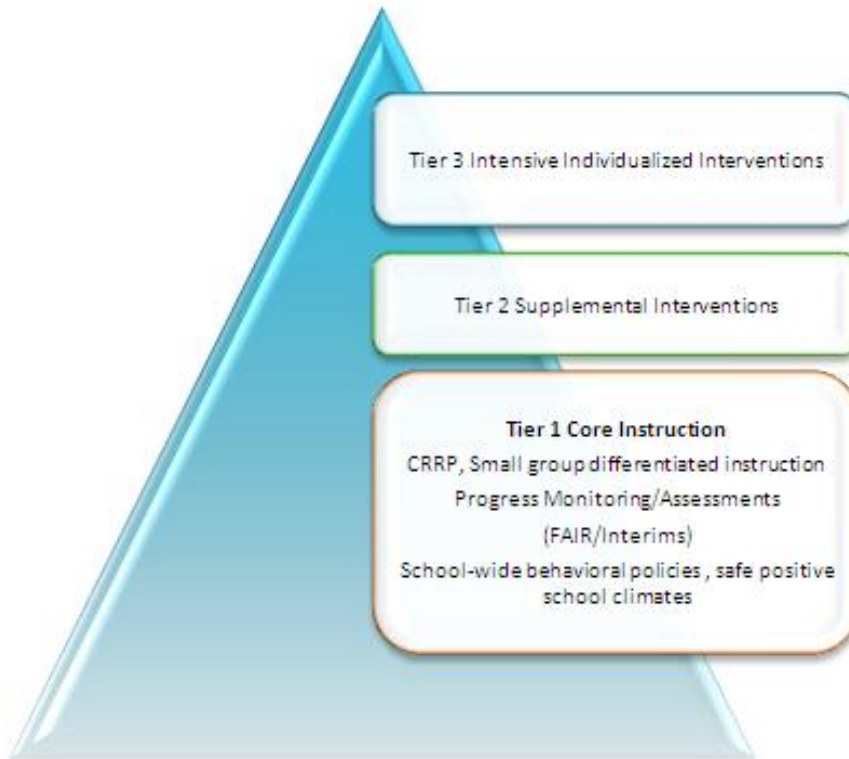 Tier 3 Intensive Individualized Interventions
Tier 2 Supplemental Interventions
Tier 1 Core Instruction
CRRP, Small group differentiated instruction
Progress Monitoring/Assessments
(FAIR/Interims)
School-wide behavioral policies , safe positive
school climates